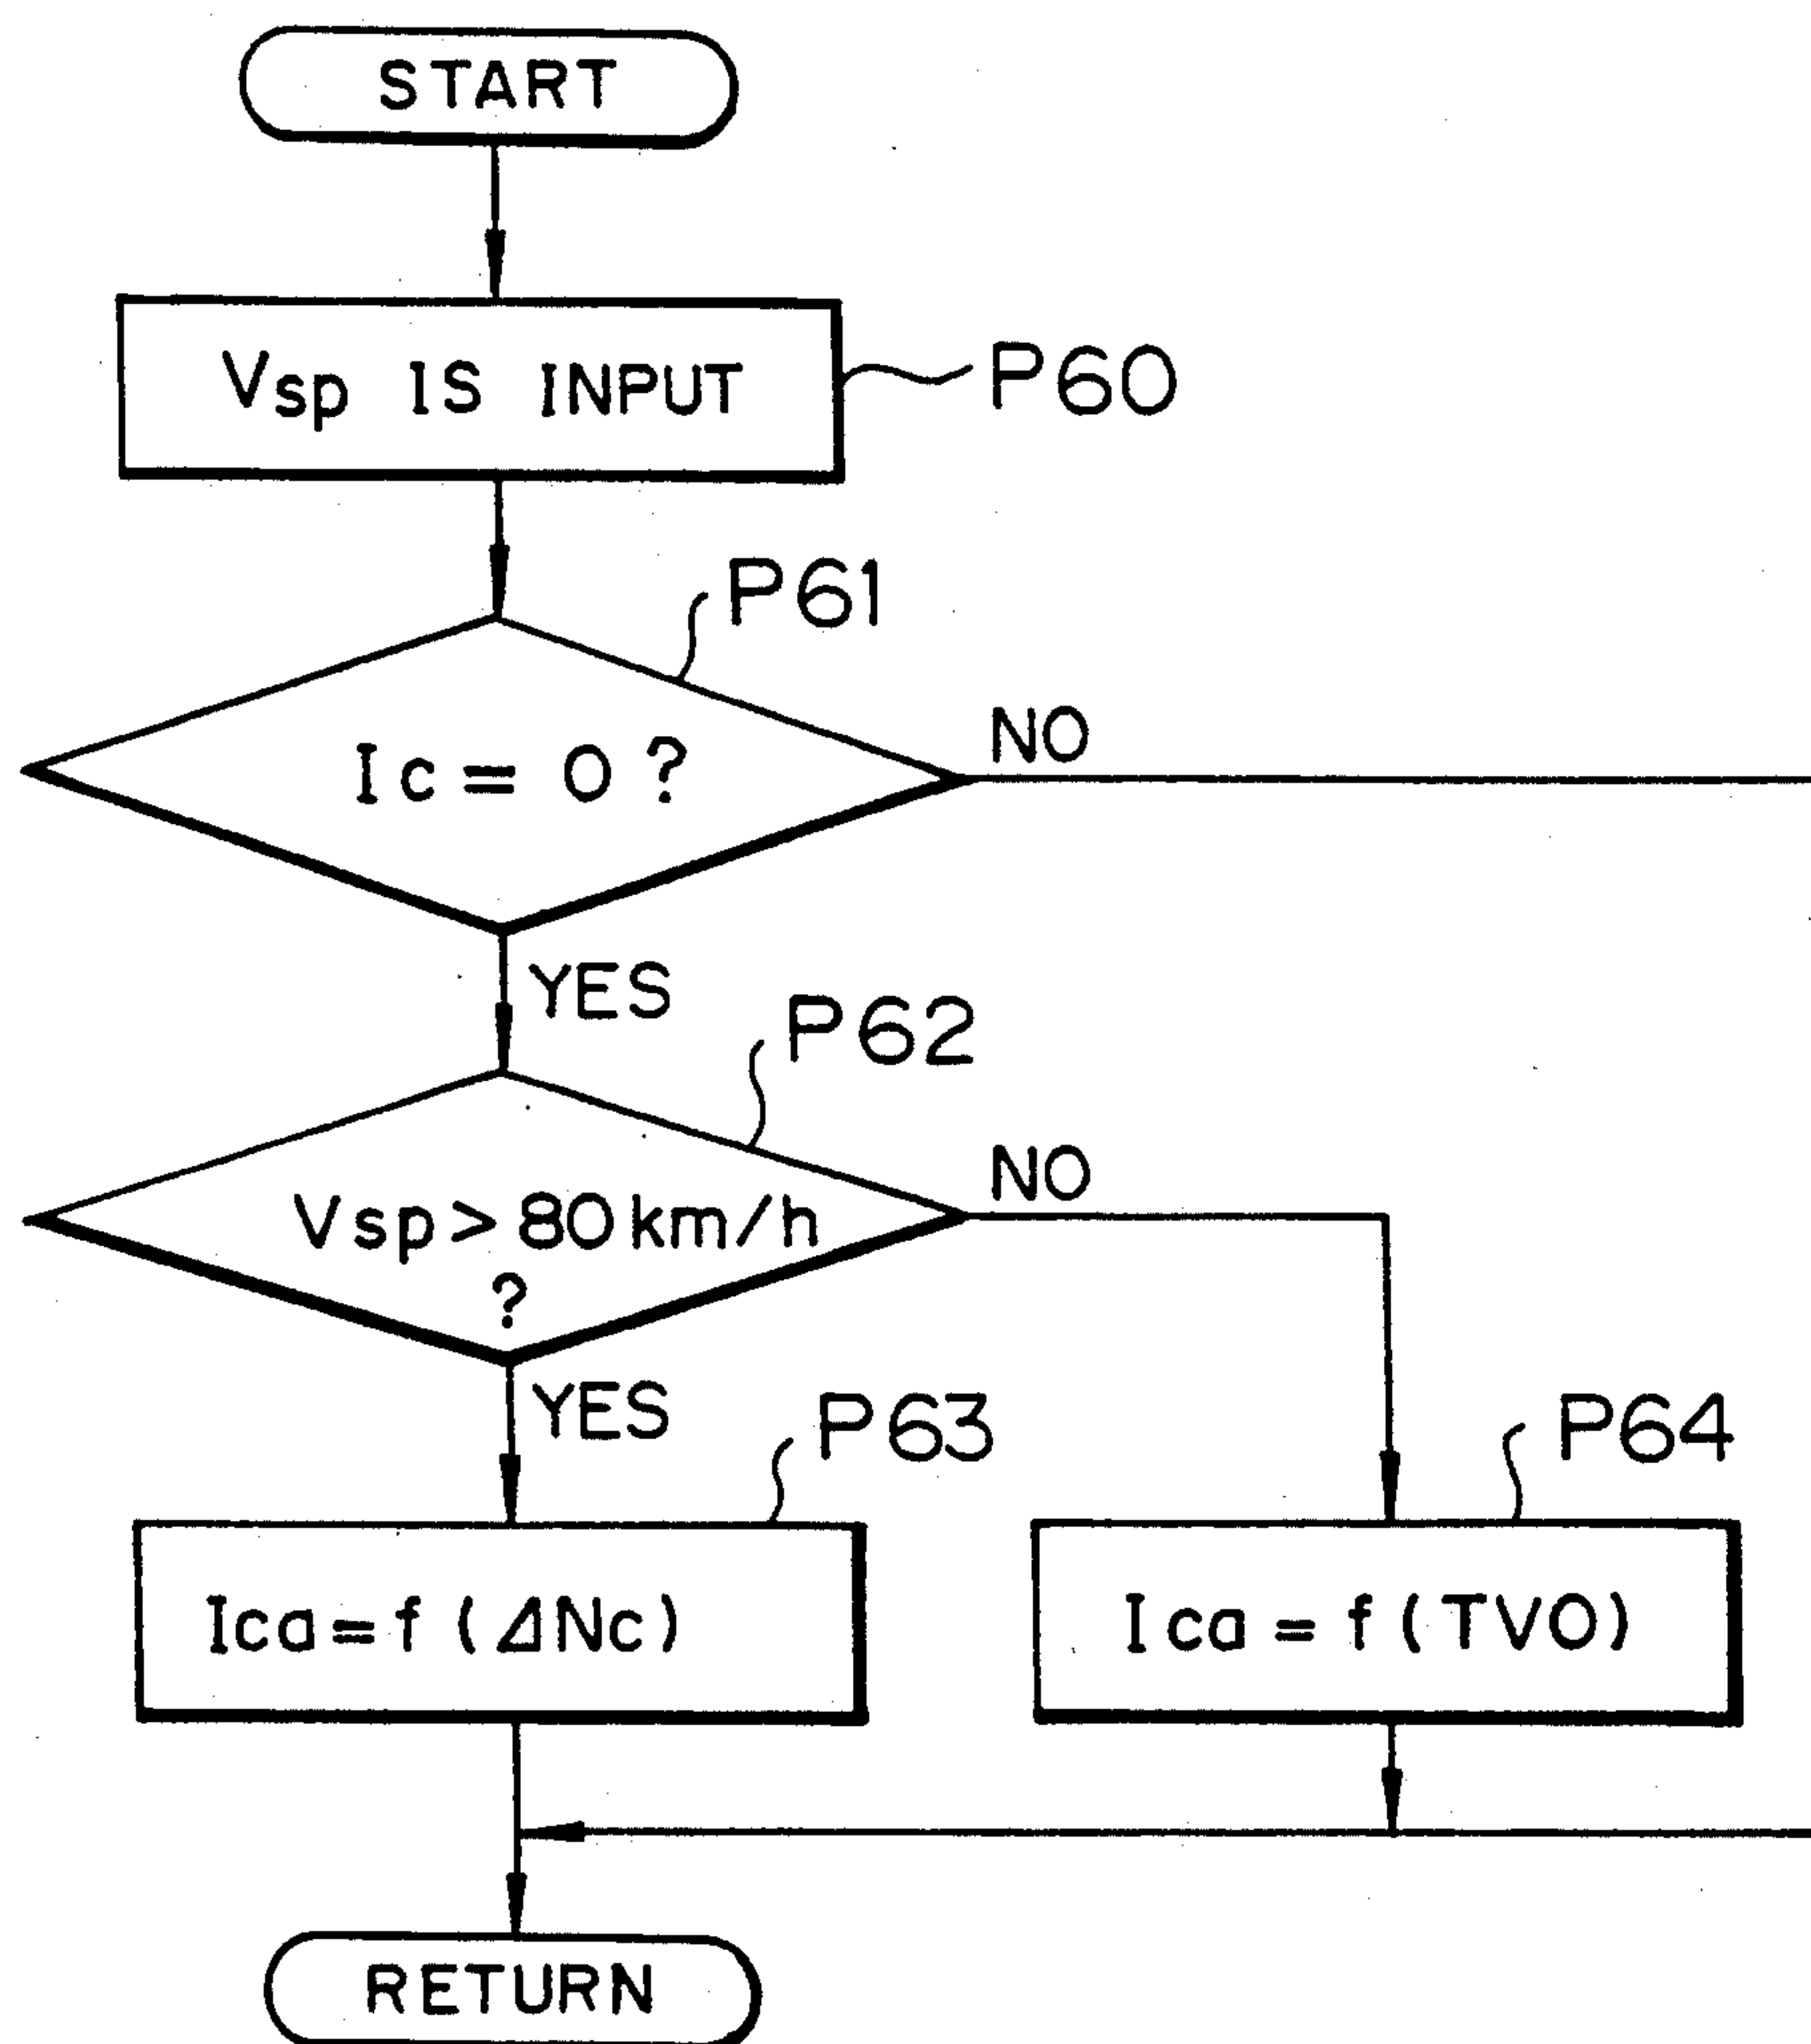 START
Vsp IS INPUT
P60
P61
Ic = 0 ?
NO
YES
P62
Vsp > 80 km/h
?
NO
YES
P63
P64
Ica = f (ΔNc)
Ica = f (TVO)
RETURN